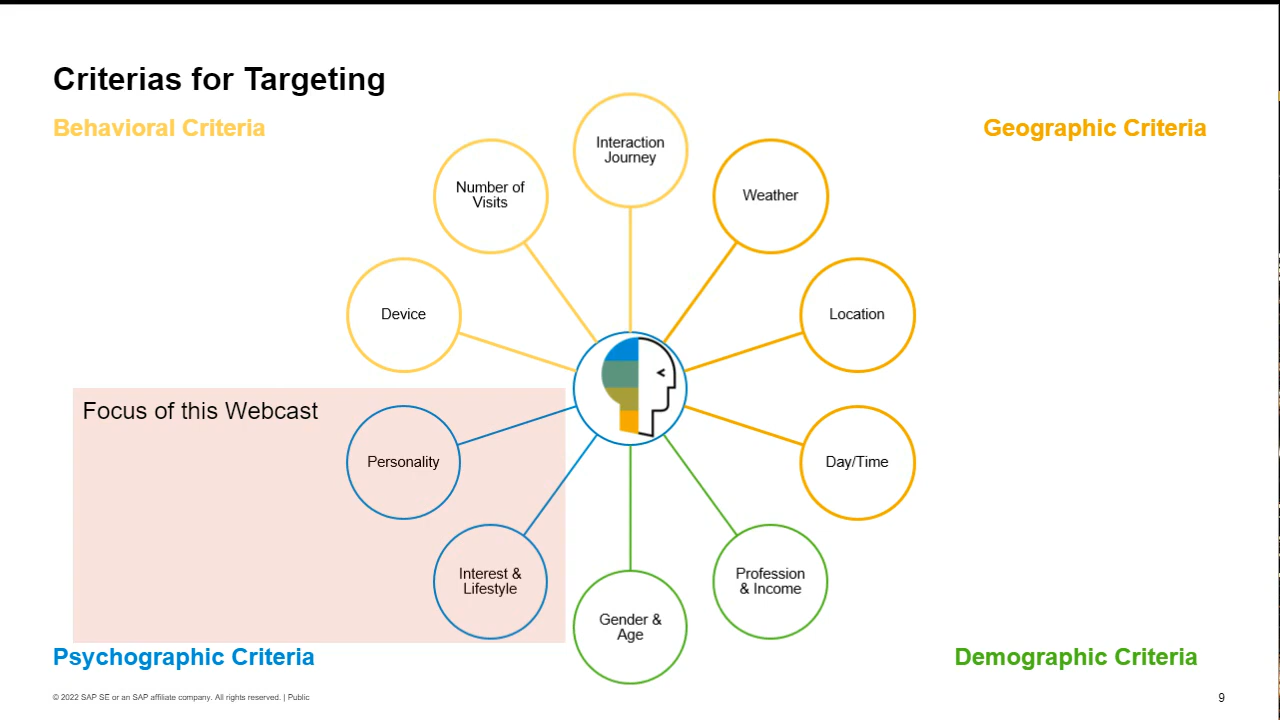 Criterias for Targeting
Behavioral Criteria
Geographic Criteria
Interaction
Journey
Number of
Visits
Weather
Device
Location
Focus of this Webcast
Personality
Day/Time
Interest &
Lifestyle
Profession
& Income
Gender &
Age
Psychographic Criteria
Demographic Criteria
© 2022 SAP SE or an SAP affiliate company. All rights reserved. | Public
9